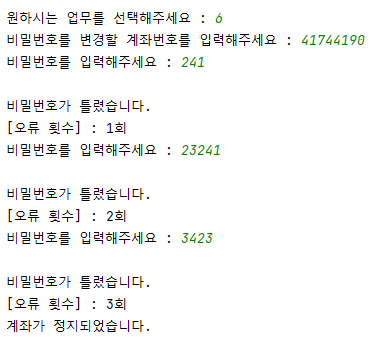 원하시는 업무를 선택해주세요 : 6
비밀번호를 변경할 계좌번호를 입력해주세요 : 41744190
비밀번호를 입력해주세요 : 241
비밀번호가 틀렸습니다.
[오류 횟수] : 1회
비밀번호를 입력해주세요 : 23241
비밀번호가 틀렸습니다.
[오류 횟수] : 2회
비밀번호를 입력해주세요 : 3423
비밀번호가 틀렸습니다.
[오류 횟수] : 3회
계좌가 정지되었습니다.